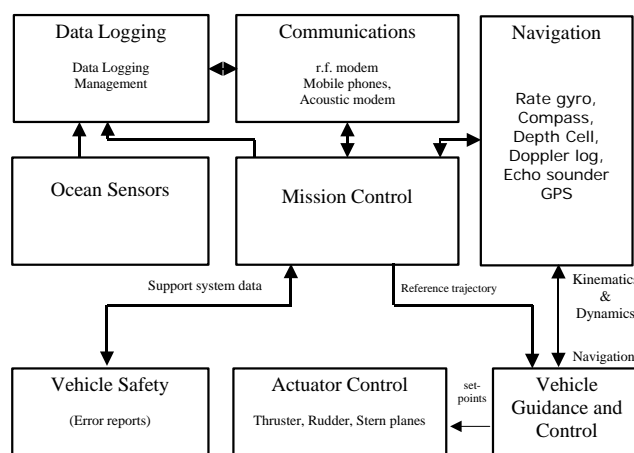 Data Logging
Data Logging
Management
Communications
r.f. modem
Mobile phones,
Acoustic modem
Navigation
Rate gyro,
Compass,
Depth Cell,
Doppler log,
Echo sounder
GPS
Ocean Sensors
Mission Control
Support system data
Reference trajectory
Kinematics
&
Dynamics
Navigation
Vehicle Safety
(Error reports)
Actuator Control
Thruster, Rudder, Stern planes
set-
points
Vehicle
Guidance and
Control